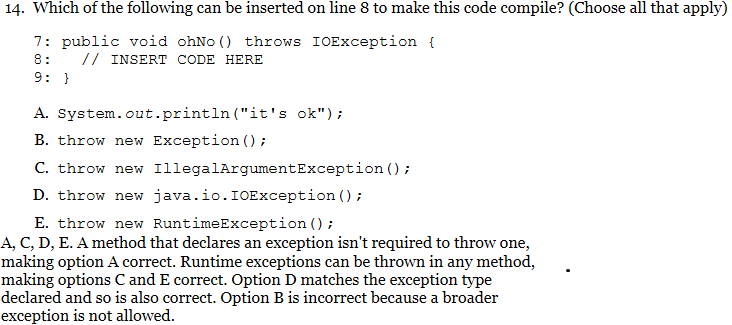 14. Which of the following can be inserted on line 8 to make this code compile? (Choose all that apply)
7: public void ohNo() throws IOException {
8:   // INSERT CODE HERE
9: }
A. System.out.println("it's ok");
B. throw new Exception();
C. throw new IllegalArgumentException();
D. throw new java.io.IOException();
E. throw new RuntimeException();
A, C, D, E. A method that declares an exception isn't required to throw one,
making option A correct. Runtime exceptions can be thrown in any method,
making options C and E correct. Option D matches the exception type
declared and so is also correct. Option B is incorrect because a broader
exception is not allowed.